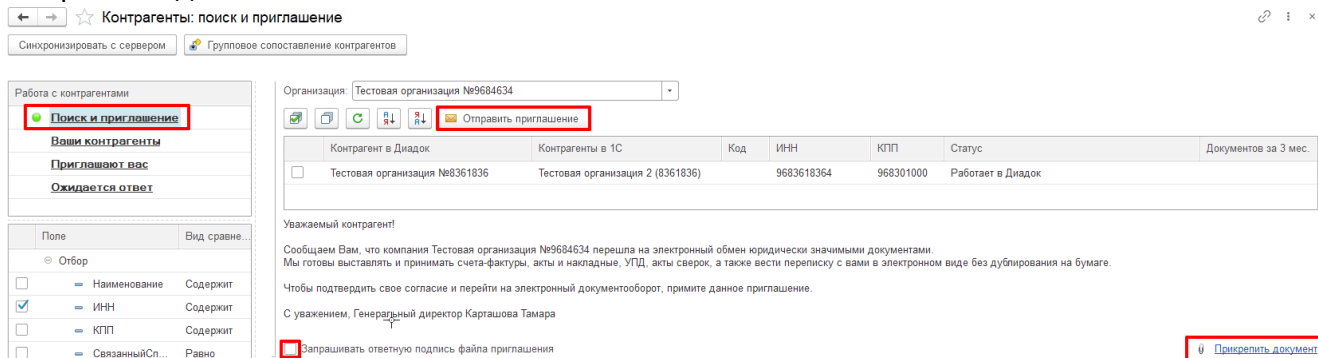 Контрагенты: поиск и приглашение
Синхронизировать с сервером
Групповое сопоставление контрагентов
Работа с контрагентами
Поиск и приглашение
Ваши контрагенты
Приглашают вас
Ожидается ответ
Поле Вид сравне...
Отбор
Наименование Содержит
ИНН Содержит
КПП Содержит
СвязанныйСп... Равно
Организация: Тестовая организация №9684634
Отправить приглашение
Контрагент в Диадок Контрагенты в 1С Код ИНН КПП Статус Документов за 3 мес.
Тестовая организация №8361836 Тестовая организация 2 (8361836) 9683618364 968301000 Работает в Диадок
Уважаемый контрагент!
Сообщаем Вам, что компания Тестовая организация №9684634 перешла на электронный обмен юридически значимыми документами.
Мы готовы выставлять и принимать счета-фактуры, акты и накладные, УПД, акты сверок, а также вести переписку с вами в электронном виде без дублирования на бумаге.
Чтобы подтвердить свое согласие и перейти на электронный документооборот, примите данное приглашение.
С уважением, Генеральный директор Карташова Тамара
Запрашивать ответную подпись файла приглашения
Прикрепить документ